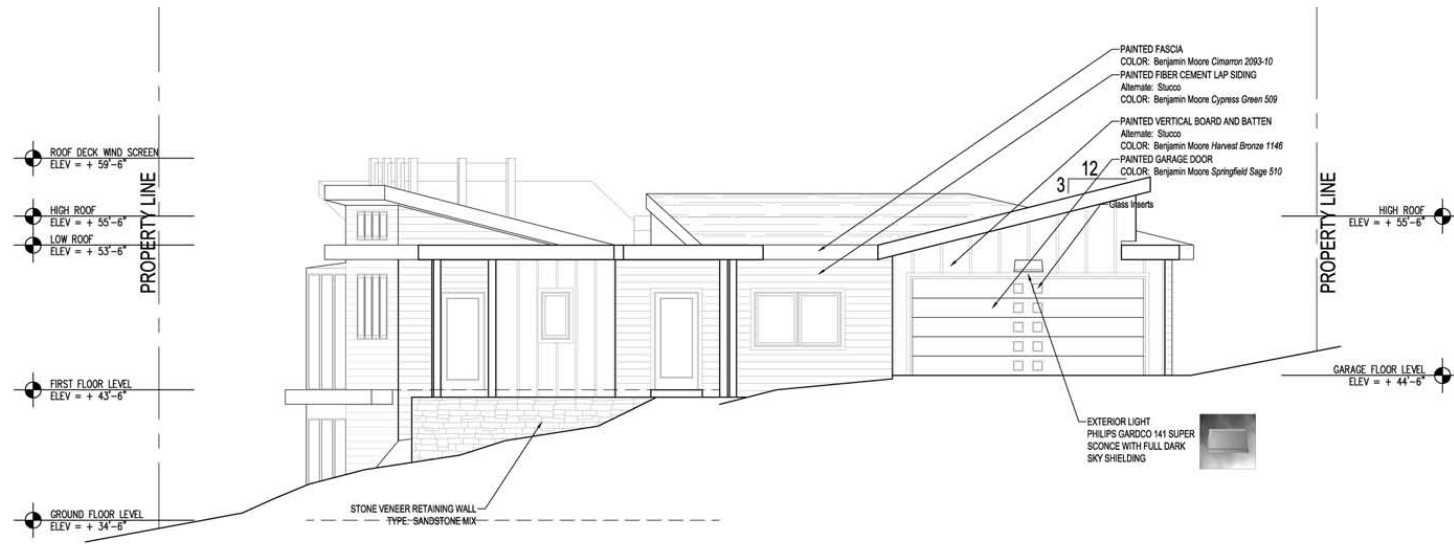 PAINTED FASCIA
COLOR: Benjamin Moore Cimarron 2093-10
PAINTED FIBER CEMENT LAP SIDING
Alternate: Stucco
COLOR: Benjamin Moore Cypress Green 509
PAINTED VERTICAL BOARD AND BATTEN
Alternate: Stucco
COLOR: Benjamin Moore Harvest Bronze 1146
PAINTED GARAGE DOOR
COLOR: Benjamin Moore Springfield Sage 510
12
3
Glass Inserts
ROOF DECK WIND SCREEN
ELEV = + 59'-6"
HIGH ROOF
ELEV = + 55'-6"
LOW ROOF
ELEV = + 53'-6"
PROPERTY LINE
FIRST FLOOR LEVEL
ELEV = + 43'-6"
GROUND FLOOR LEVEL
ELEV = + 34'-6"
STONE VENEER RETAINING WALL
TYPE: SANDSTONE MIX
EXTERIOR LIGHT
PHILIPS GARDCO 141 SUPER
SCONCE WITH FULL DARK
SKY SHIELDING
PROPERTY LINE
HIGH ROOF
ELEV = + 55'-6"
GARAGE FLOOR LEVEL
ELEV = + 44'-6"